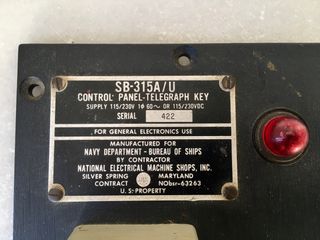 SB-315A/U
CONTROL PANEL-TELEGRAPH KEY
SUPPLY 115/230V 1Φ 60~ OR 115/230VDC
SERIAL 422
FOR GENERAL ELECTRONICS USE
MANUFACTURED FOR
NAVY DEPARTMENT - BUREAU OF SHIPS
BY CONTRACTOR
NATIONAL ELECTRICAL MACHINE SHOPS, INC.
SILVER SPRING MARYLAND
CONTRACT NObsr-63263
U.S. PROPERTY